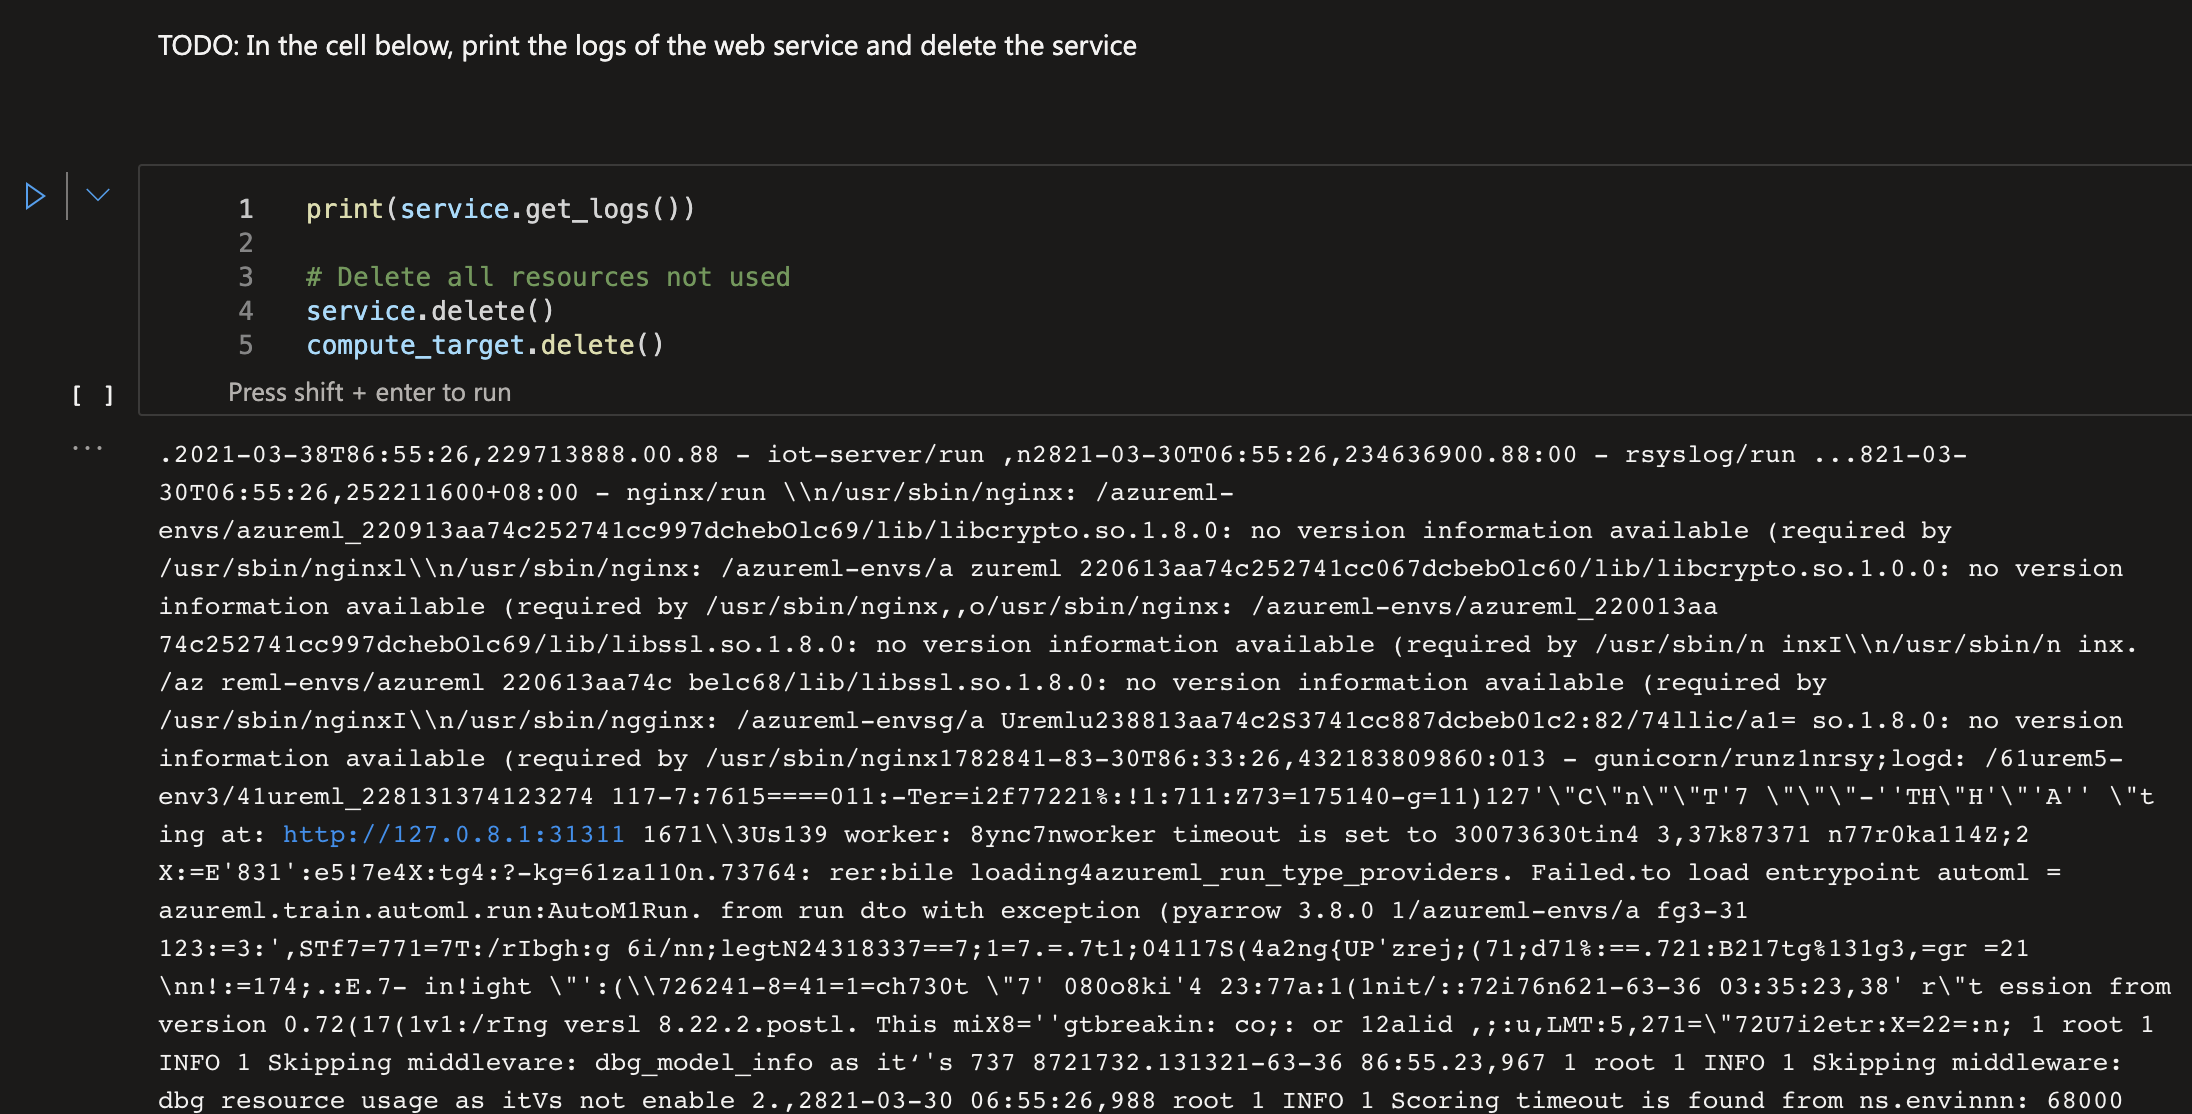 TODO: In the cell below, print the logs of the web service and delete the service
1 print(service.get_logs())
2
3 # Delete all resources not used
4 service.delete()
5 compute_target.delete()
Press shift + enter to run
[ ]
...
.2021-03-38T86:55:26,229713888.00.88 - iot-server/run ,n2821-03-30T06:55:26,234636900.88:00 - rsyslog/run ...821-03-
30T06:55:26,252211600+08:00 - nginx/run \\n/usr/sbin/nginx: /azureml-
envs/azureml_220913aa74c252741cc997dchebOlc69/lib/libcrypto.so.1.8.0: no version information available (required by
/usr/sbin/nginxl\\n/usr/sbin/nginx: /azureml-envs/a zureml 220613aa74c252741cc067dcbebOlc60/lib/libcrypto.so.1.0.0: no version
information available (required by /usr/sbin/nginx,,o/usr/sbin/nginx: /azureml-envs/azureml_220013aa
74c252741cc997dchebOlc69/lib/libssl.so.1.8.0: no version information available (required by /usr/sbin/n inxI\\n/usr/sbin/n inx.
/az reml-envs/azureml 220613aa74c belc68/lib/libssl.so.1.8.0: no version information available (required by
/usr/sbin/nginxI\\n/usr/sbin/ngginx: /azureml-envsg/a Uremlu238813aa74c2S3741cc887dcbeb01c2:82/74llic/a1= so.1.8.0: no version
information available (required by /usr/sbin/nginx1782841-83-30T86:33:26,432183809860:013 - gunicorn/runz1nrsy;logd: /61urem5-
env3/41ureml_228131374123274 117-7:7615====011:-Ter=i2f77221%:!1:711:Z73=175140-g=11)127'\"C\"n\"\"T'7 \"\"\"-''TH\"H'\"'A'' \"t
ing at: http://127.0.8.1:31311 1671\\3Us139 worker: 8ync7nworker timeout is set to 30073630tin4 3,37k87371 n77r0ka114Z;2
X:=E'831':e5!7e4X:tg4:?-kg=61za110n.73764: rer:bile loading4azureml_run_type_providers. Failed.to load entrypoint automl =
azureml.train.automl.run:AutoM1Run. from run dto with exception (pyarrow 3.8.0 1/azureml-envs/a fg3-31
123:=3:',STf7=771=7T:/rIbgh:g 6i/nn;legtN24318337==7;1=7.=.7t1;04117S(4a2ng{UP'zrej;(71;d71%:==.721:B217tg%131g3,=gr =21
\nn!:=174;.:E.7- in!ight \"':(\\726241-8=41=1=ch730t \"7' 080o8ki'4 23:77a:1(1nit/::72i76n621-63-36 03:35:23,38' r\"t ession from
version 0.72(17(1v1:/rIng versl 8.22.2.postl. This miX8=''gtbreakin: co;: or 12alid ,;:u,LMT:5,271=\"72U7i2etr:X=22=:n; 1 root 1
INFO 1 Skipping middlevare: dbg_model_info as it‘'s 737 8721732.131321-63-36 86:55.23,967 1 root 1 INFO 1 Skipping middleware:
dbg resource usage as itVs not enable 2.,2821-03-30 06:55:26,988 root 1 INFO 1 Scoring timeout is found from ns.envinnn: 68000